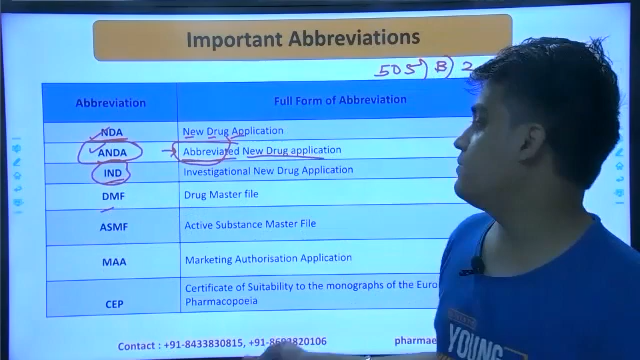 Important Abbreviations
505) B) 2
Abbreviation Full Form of Abbreviation
NDA New Drug Application
ANDA Abbreviated New Drug application
IND Investigational New Drug Application
DMF Drug Master file
ASMF Active Substance Master File
MAA Marketing Authorisation Application
CEP Certificate of Suitability to the monographs of the Euro
Pharmacopoeia
Contact : +91-8433830815, +91-8693820106 pharmae
YOUNG